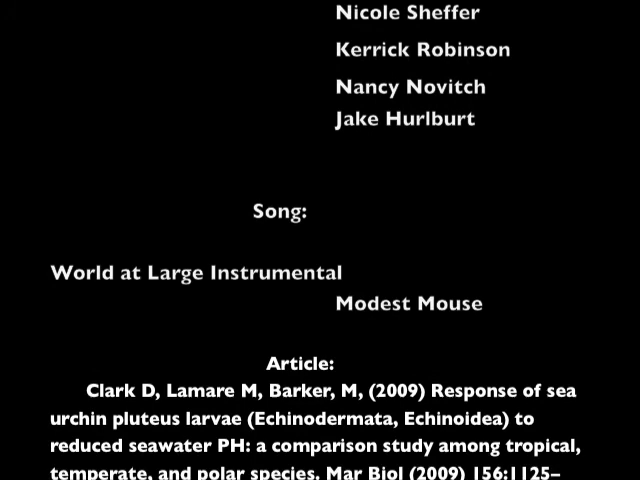 Nicole Sheffer
Kerrick Robinson
Nancy Novitch
Jake Hurlburt
Song:
World at Large Instrumental
Modest Mouse
Article:
Clark D, Lamare M, Barker, M, (2009) Response of sea
urchin pluteus larvae (Echinodermata, Echinoidea) to
reduced seawater PH: a comparison study among tropical,
temperate, and polar species. Mar Biol (2009) 156:1125–